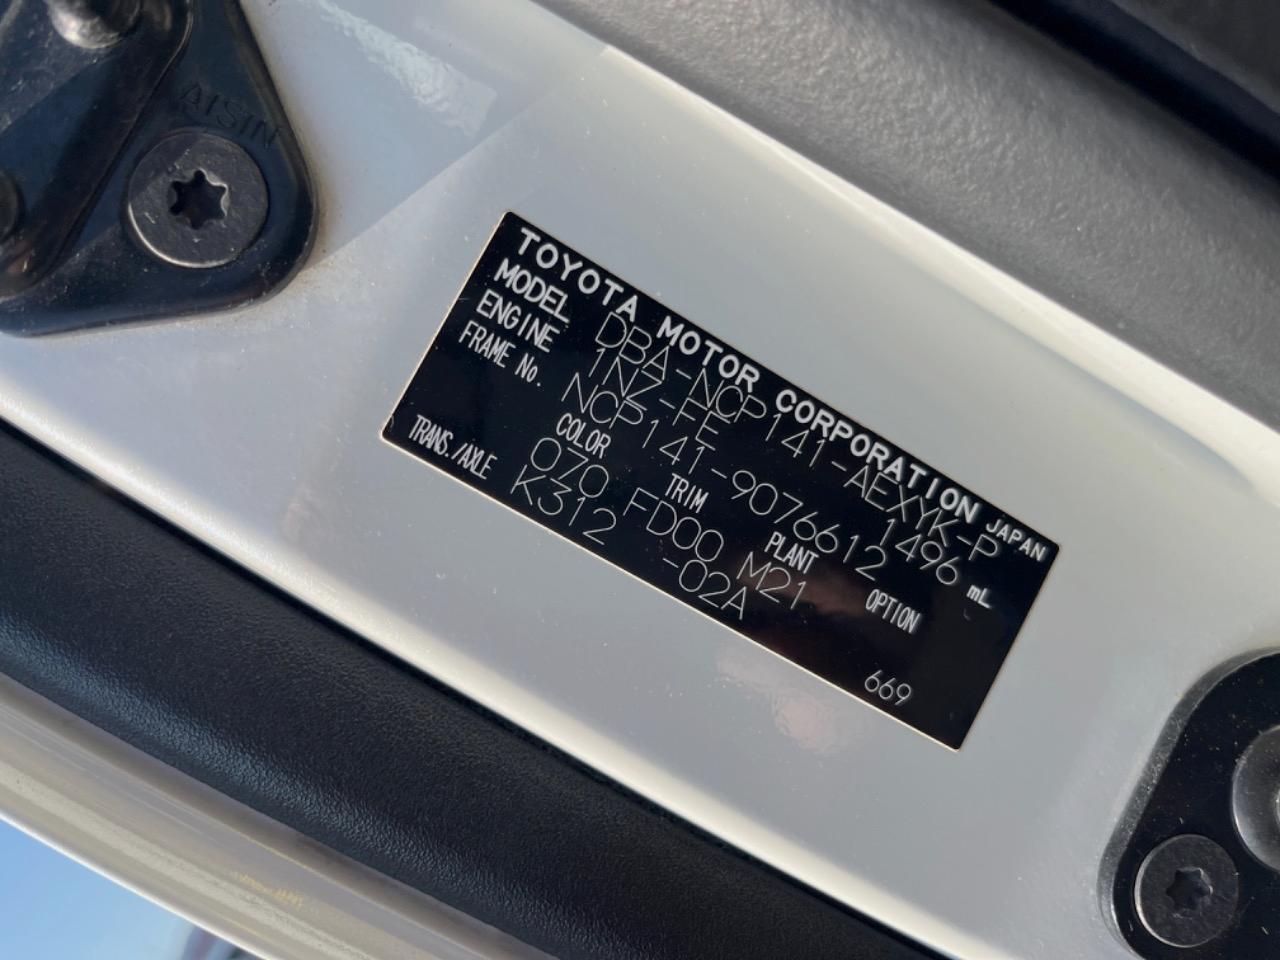 AISIN
TOYOTA MOTOR CORPORATION JAPAN
MODEL DBA-NCP141-AEXYK-P
ENGINE 1NZ-FE 1496 mL
FRAME No. NCP141-9076612
COLOR TRIM PLANT OPTION
070 FD00 M21
TRANS./AXLE K312 -02A
669